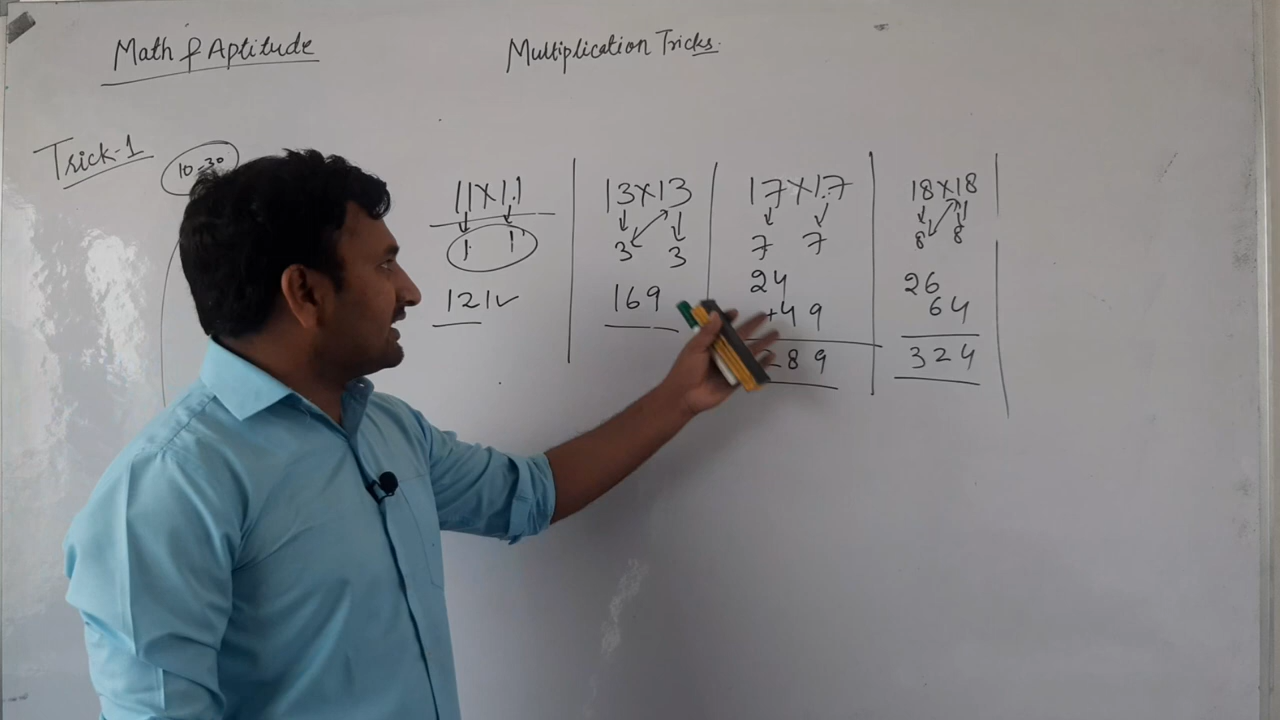 Math & Aptitude
Multiplication Tricks.
Trick-1
10-30
11X11
1 1
121✓
13X13
3 3
169
17X17
7 7
24
+49
289
18X18
8 8
26
64
324